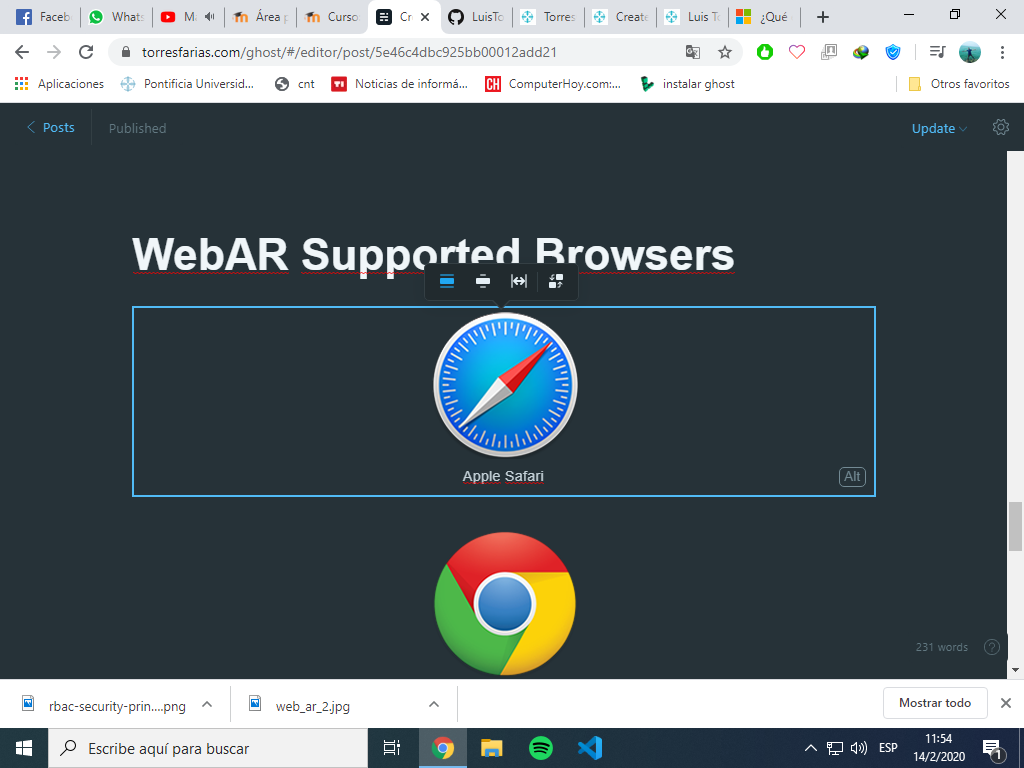 Faceb
Whats
Área p
Curso
LuisTo
Torres
Create
Luis To
¿Qué
torresfarias.com/ghost/#/editor/post/5e46c4dbc925bb00012add21
Aplicaciones
Pontificia Universid...
cnt
Noticias de informá...
CH
ComputerHoy.com:...
instalar ghost
Otros favoritos
Posts
Published
Update
WebAR Supported Browsers
Apple Safari
Alt
231 words
?
rbac-security-prin....png
web_ar_2.jpg
Mostrar todo
Escribe aquí para buscar
ESP
11:54
14/2/2020
1